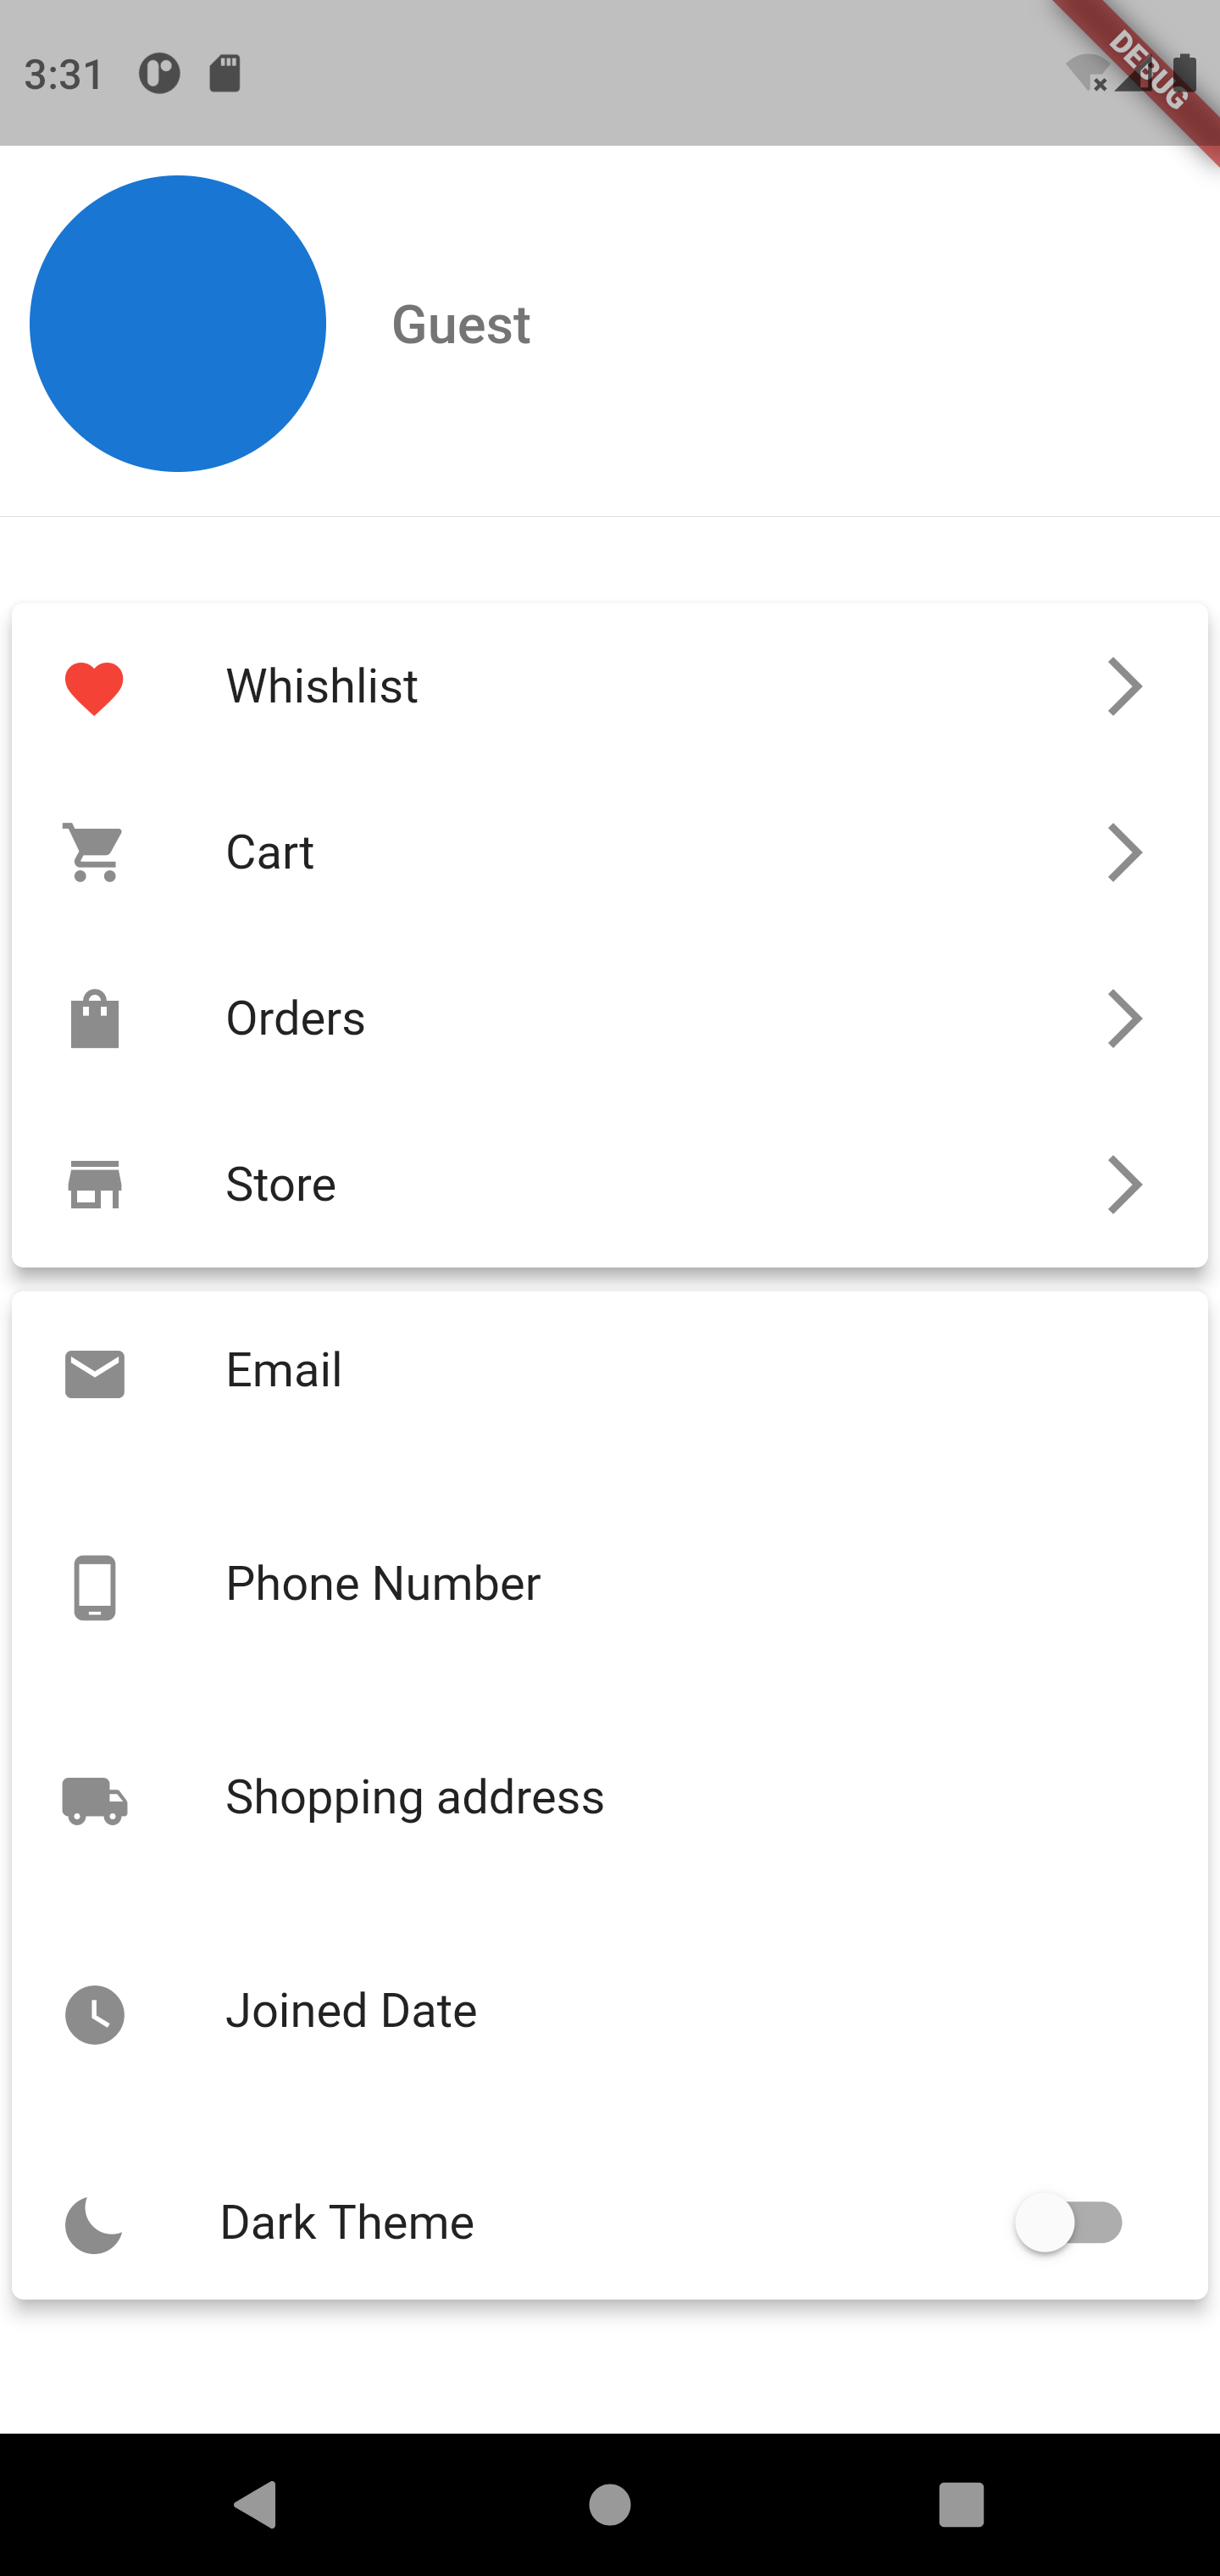 3:31
DEBUG
Guest
Whishlist
Cart
Orders
Store
Email
Phone Number
Shopping address
Joined Date
Dark Theme